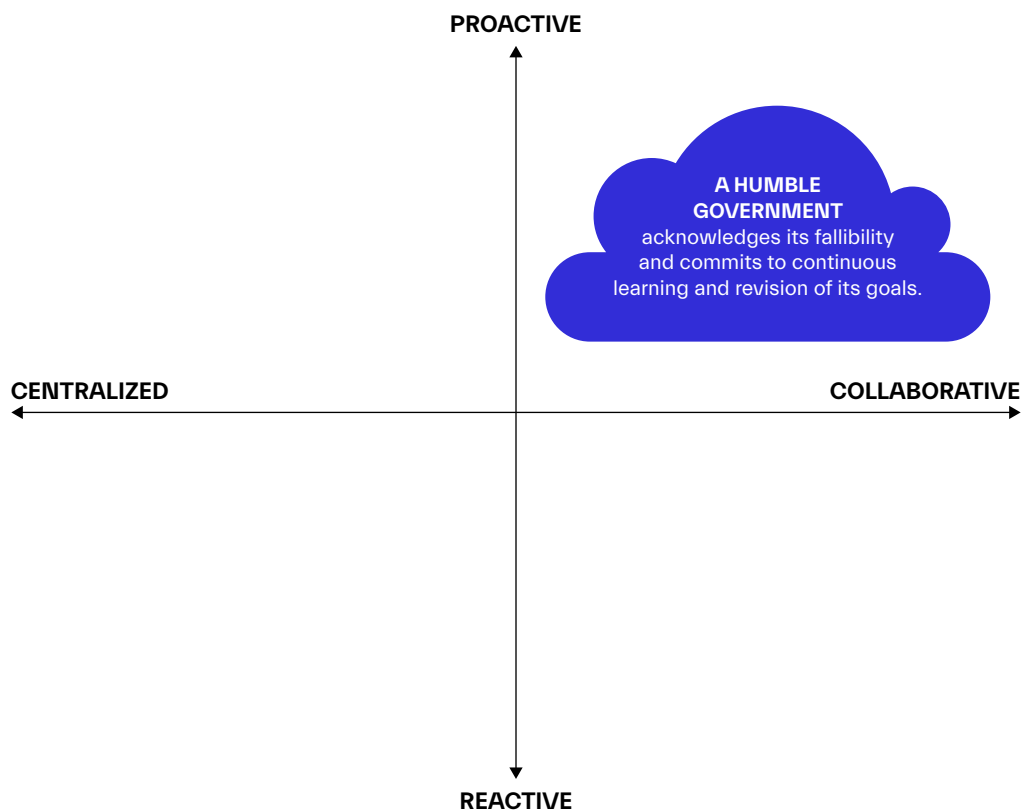 PROACTIVE
A HUMBLE
GOVERNMENT
acknowledges its fallibility
and commits to continuous
learning and revision of its goals.
CENTRALIZED
COLLABORATIVE
REACTIVE